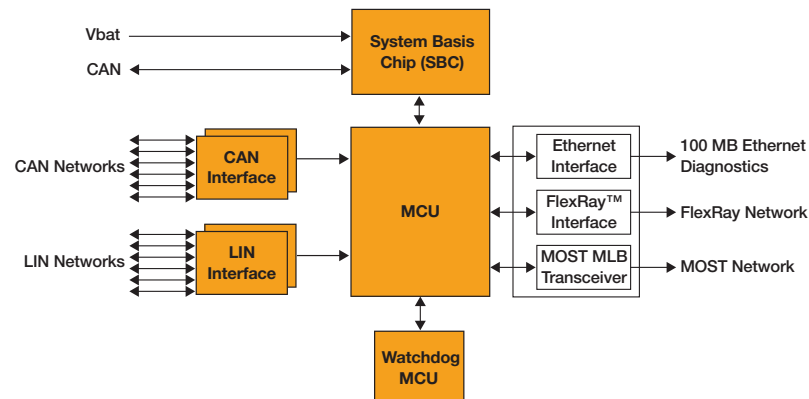 Vbat
CAN
System Basis
Chip (SBC)
CAN Networks
CAN
Interface
LIN Networks
LIN
Interface
MCU
Ethernet
Interface
100 MB Ethernet
Diagnostics
FlexRay™
Interface
FlexRay Network
MOST MLB
Transceiver
MOST Network
Watchdog
MCU